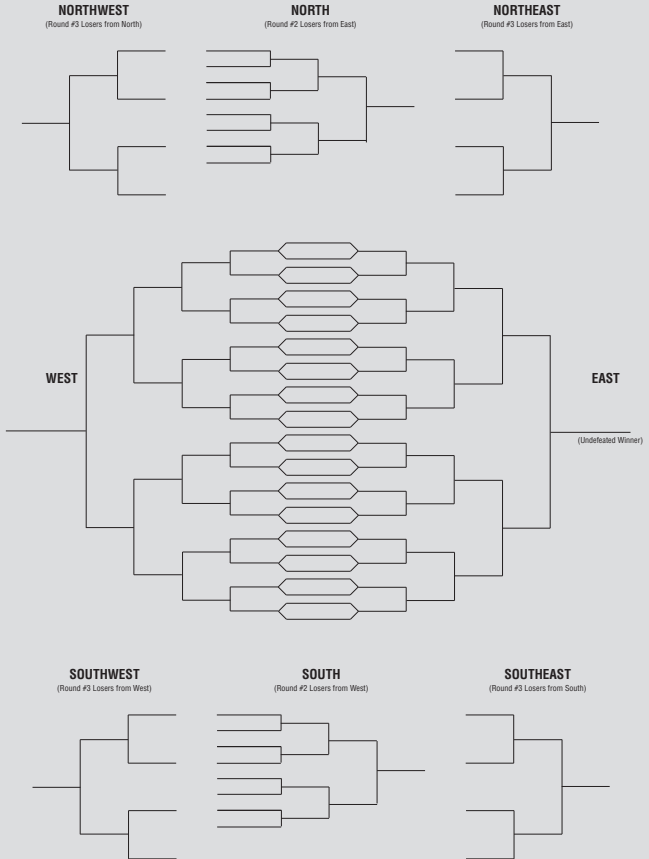 NORTHWEST
(Round #3 Losers from North)
NORTH
(Round #2 Losers from East)
NORTHEAST
(Round #3 Losers from East)
WEST
EAST
(Undefeated Winner)
SOUTHWEST
(Round #3 Losers from West)
SOUTH
(Round #2 Losers from West)
SOUTHEAST
(Round #3 Losers from South)